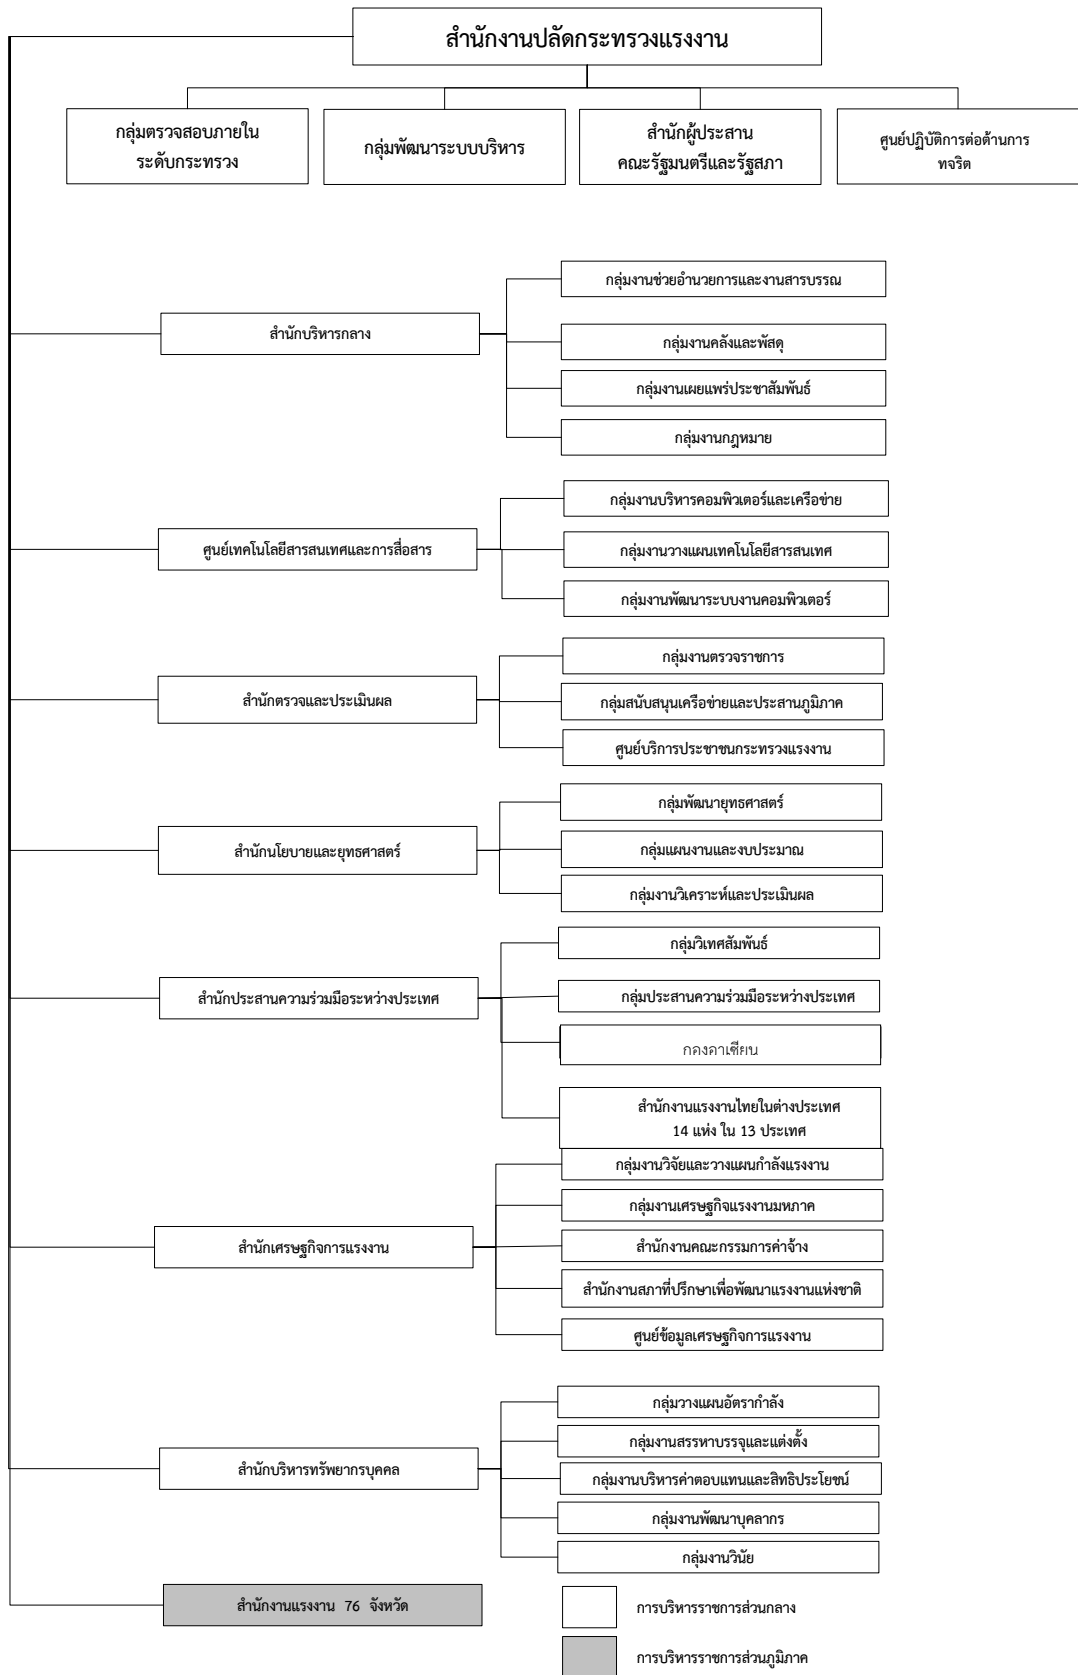 สำนักงานปลัดกระทรวงแรงงาน
กลุ่มตรวจสอบภายใน
ระดับกระทรวง
กลุ่มพัฒนาระบบบริหาร
สำนักผู้ประสาน
คณะรัฐมนตรีและรัฐสภา
ศูนย์ปฏิบัติการต่อต้านการ
ทจริต
สำนักบริหารกลาง
กลุ่มงานช่วยอำนวยการและงานสารบรรณ
กลุ่มงานคลังและพัสดุ
กลุ่มงานเผยแพร่ประชาสัมพันธ์
กลุ่มงานกฎหมาย
ศูนย์เทคโนโลยีสารสนเทศและการสื่อสาร
กลุ่มงานบริหารคอมพิวเตอร์และเครือข่าย
กลุ่มงานวางแผนเทคโนโลยีสารสนเทศ
กลุ่มงานพัฒนาระบบงานคอมพิวเตอร์
สำนักตรวจและประเมินผล
กลุ่มงานตรวจราชการ
กลุ่มสนับสนุนเครือข่ายและประสานภูมิภาค
ศูนย์บริการประชาชนกระทรวงแรงงาน
สำนักนโยบายและยุทธศาสตร์
กลุ่มพัฒนายุทธศาสตร์
กลุ่มแผนงานและงบประมาณ
กลุ่มงานวิเคราะห์และประเมินผล
สำนักประสานความร่วมมือระหว่างประเทศ
กลุ่มวิเทศสัมพันธ์
กลุ่มประสานความร่วมมือระหว่างประเทศ
กองอาเซียน
สำนักงานแรงงานไทยในต่างประเทศ
14 แห่ง ใน 13 ประเทศ
สำนักเศรษฐกิจการแรงงาน
กลุ่มงานวิจัยและวางแผนกำลังแรงงาน
กลุ่มงานเศรษฐกิจแรงงานมหภาค
สำนักงานคณะกรรมการค่าจ้าง
สำนักงานสภาที่ปรึกษาเพื่อพัฒนาแรงงานแห่งชาติ
ศูนย์ข้อมูลเศรษฐกิจการแรงงาน
สำนักบริหารทรัพยากรบุคคล
กลุ่มวางแผนอัตรากำลัง
กลุ่มงานสรรหาบรรจุและแต่งตั้ง
กลุ่มงานบริหารค่าตอบแทนและสิทธิประโยชน์
กลุ่มงานพัฒนาบุคลากร
กลุ่มงานวินัย
สำนักงานแรงงาน 76 จังหวัด
การบริหารราชการส่วนกลาง
การบริหารราชการส่วนภูมิภาค